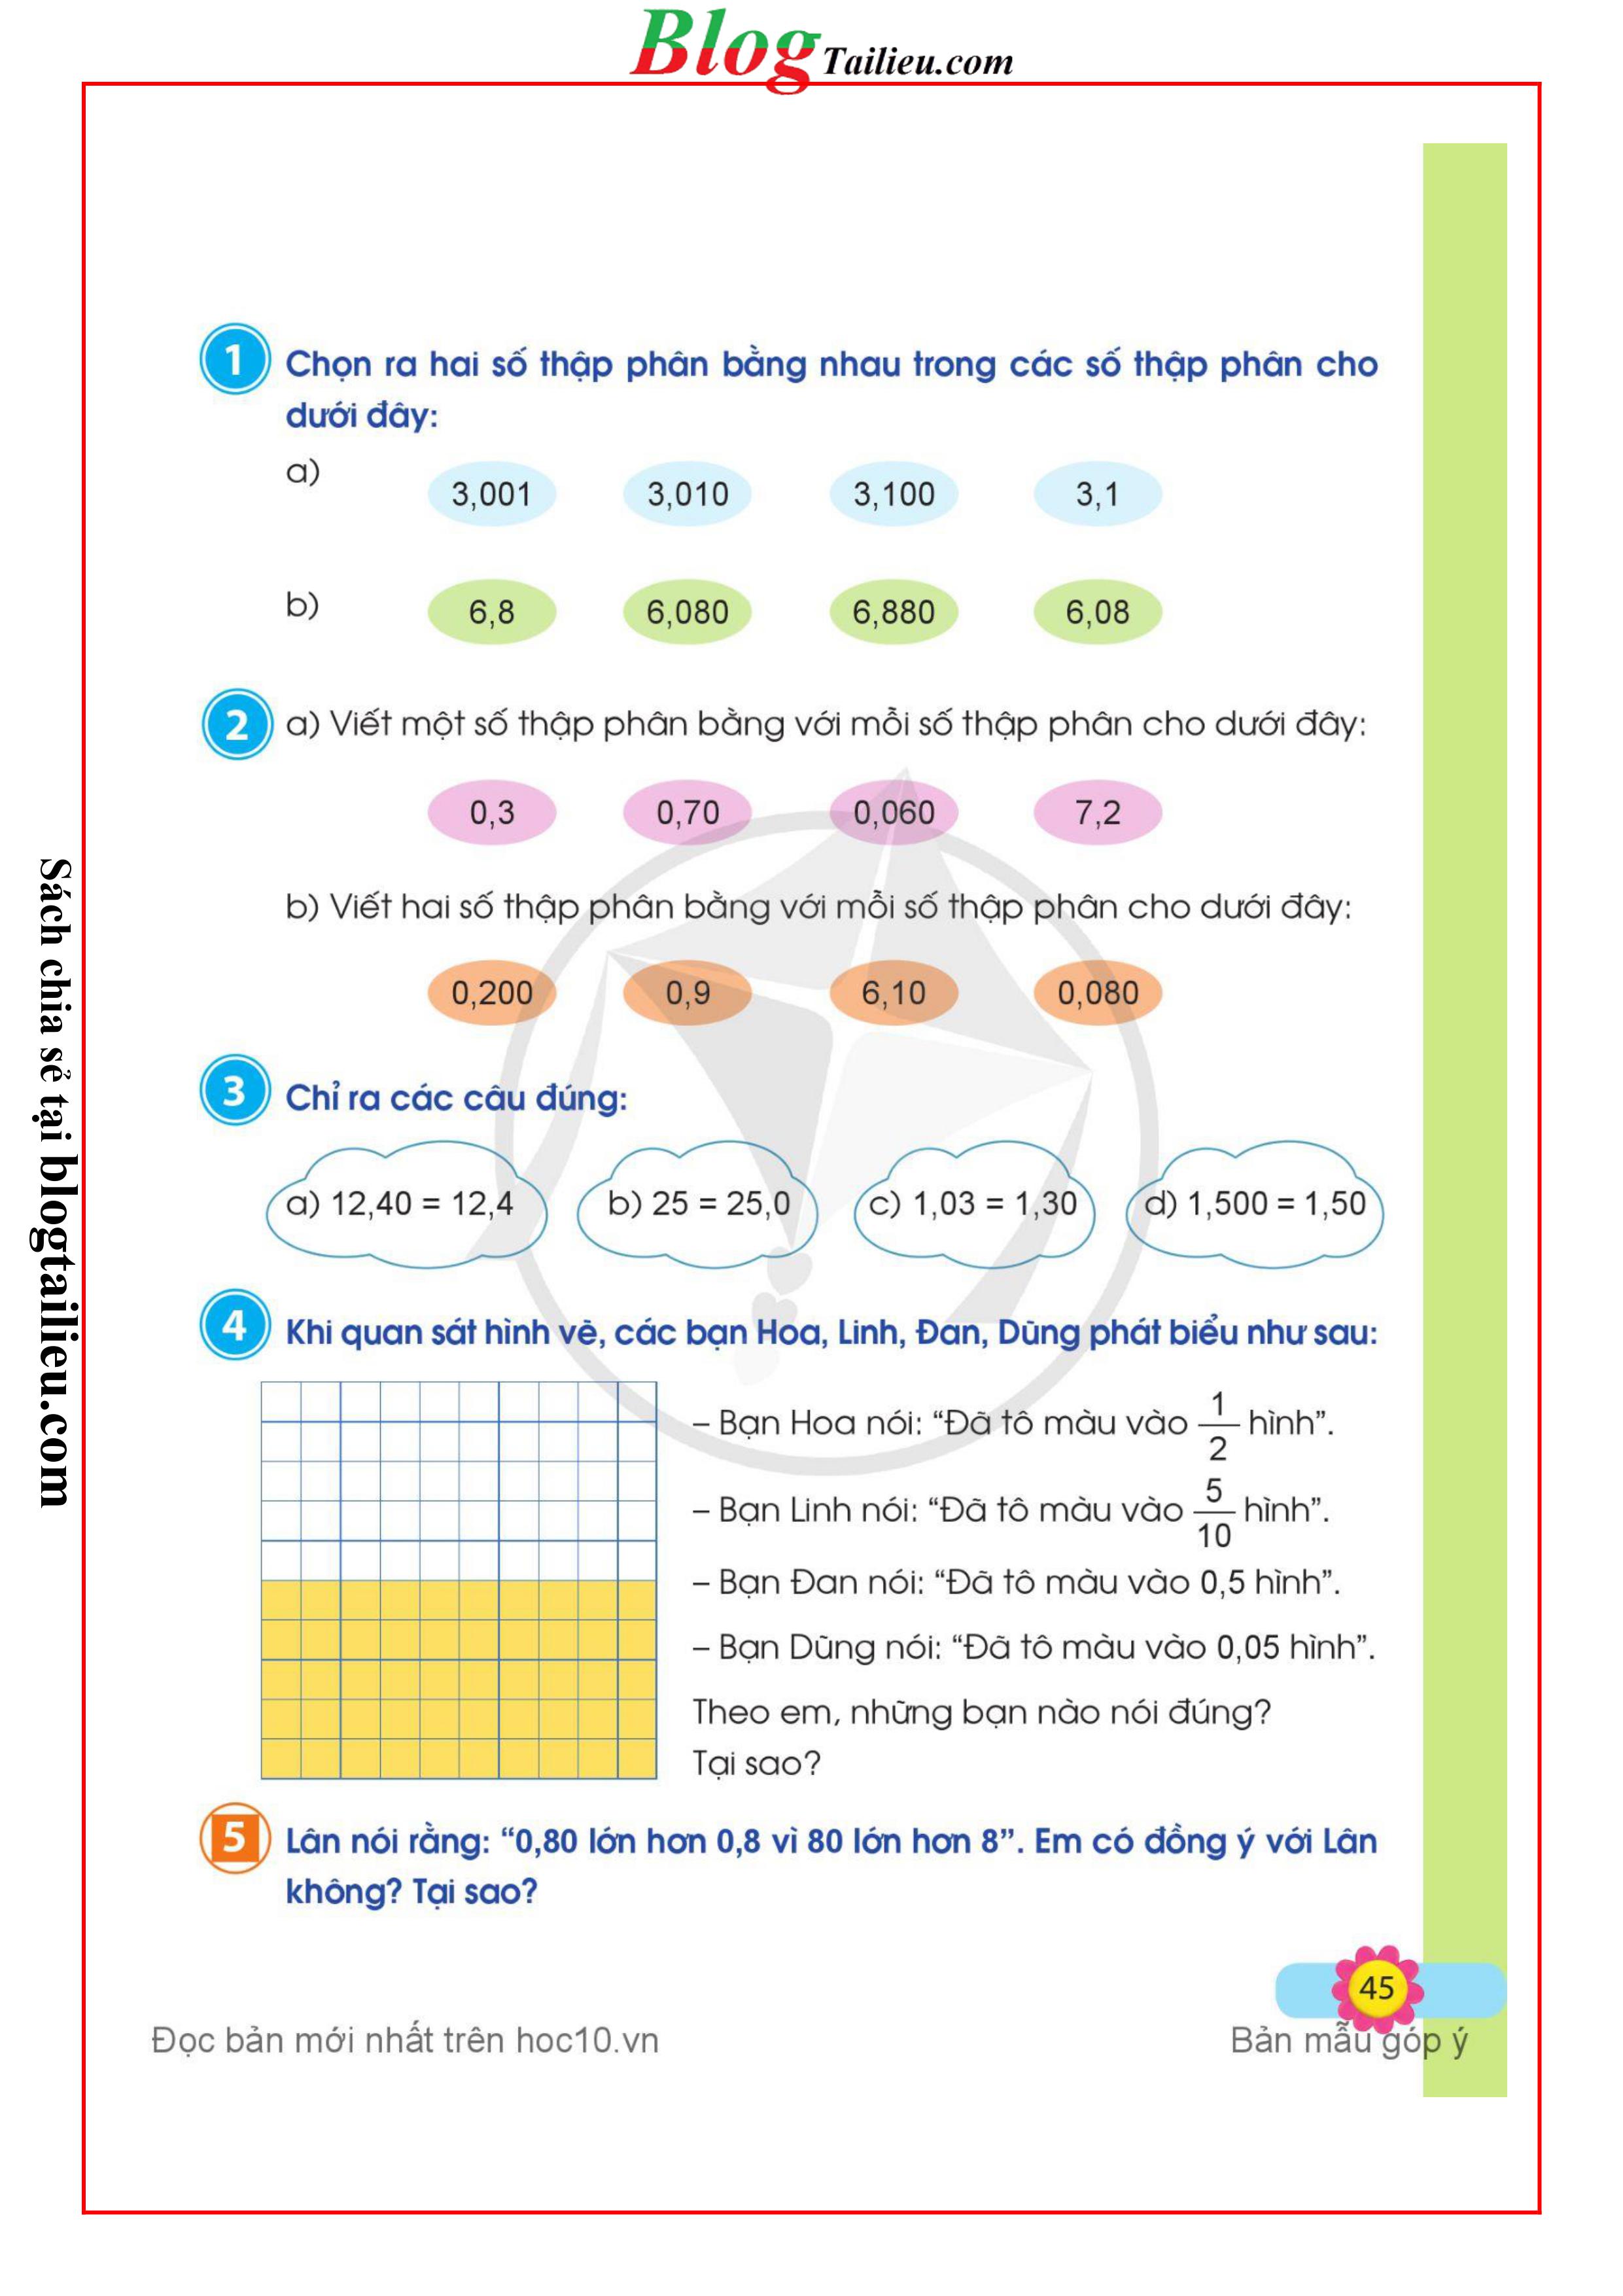 Blog Tailieu.com
1 Chọn ra hai số thập phân bằng nhau trong các số thập phân cho
dưới đây:
a) 3,001 3,010 3,100 3,1
b) 6,8 6,080 6,880 6,08
2 a) Viết một số thập phân bằng với mỗi số thập phân cho dưới đây:
0,3 0,70 0,060 7,2
b) Viết hai số thập phân bằng với mỗi số thập phân cho dưới đây:
0,200 0,9 6,10 0,080
3 Chỉ ra các câu đúng:
a) 12,40 = 12,4 b) 25 = 25,0 c) 1,03 = 1,30 d) 1,500 = 1,50
4 Khi quan sát hình vẽ, các bạn Hoa, Linh, Đan, Dũng phát biểu như sau:
– Bạn Hoa nói: “Đã tô màu vào 1/2 hình”.
– Bạn Linh nói: “Đã tô màu vào 5/10 hình”.
– Bạn Đan nói: “Đã tô màu vào 0,5 hình”.
– Bạn Dũng nói: “Đã tô màu vào 0,05 hình”.
Theo em, những bạn nào nói đúng?
Tại sao?
5 Lân nói rằng: “0,80 lớn hơn 0,8 vì 80 lớn hơn 8”. Em có đồng ý với Lân
không? Tại sao?
45
Đọc bản mới nhất trên hoc10.vn Bản mẫu góp ý
Sách chia sẻ tại blogtailieu.com